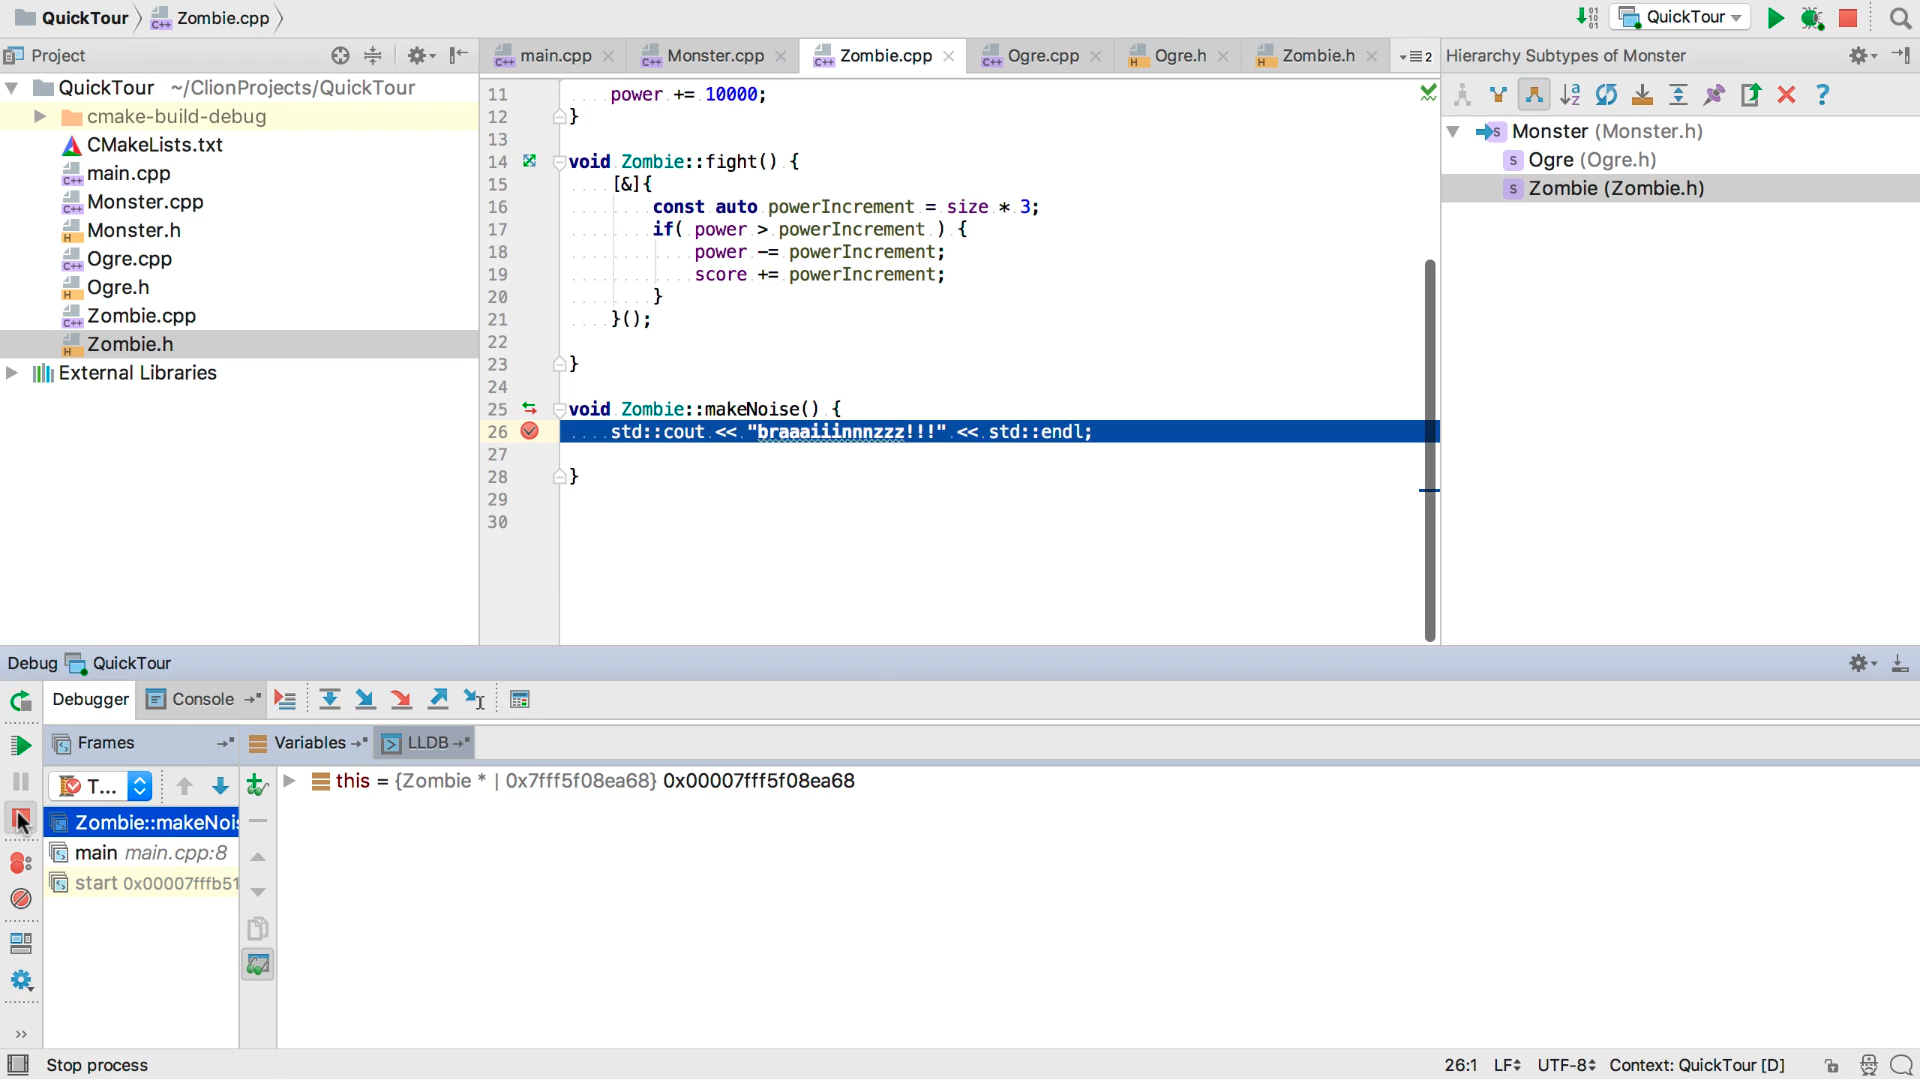 QuickTour Zombie.cpp QuickTour
Project main.cpp Monster.cpp Zombie.cpp Ogre.cpp Ogre.h Zombie.h 2 Hierarchy Subtypes of Monster
QuickTour ~/ClionProjects/QuickTour
cmake-build-debug
CMakeLists.txt
main.cpp
Monster.cpp
Monster.h
Ogre.cpp
Ogre.h
Zombie.cpp
Zombie.h
External Libraries
11 power += 10000;
12 }
13
14 void Zombie::fight() {
15 [&]{
16 const auto powerIncrement = size * 3;
17 if( power > powerIncrement ) {
18 power -= powerIncrement;
19 score += powerIncrement;
20 }
21 }();
22
23 }
24
25 void Zombie::makeNoise() {
26 std::cout << "braaaiiinnnzzz!!!" << std::endl;
27
28 }
29
30
Monster (Monster.h)
Ogre (Ogre.h)
Zombie (Zombie.h)
Debug QuickTour
Debugger Console
Frames Variables LLDB
T...
this = {Zombie * | 0x7fff5f08ea68} 0x00007fff5f08ea68
Zombie::makeNois
main main.cpp:8
start 0x00007fffb51
Stop process 26:1 LF UTF-8 Context: QuickTour [D]